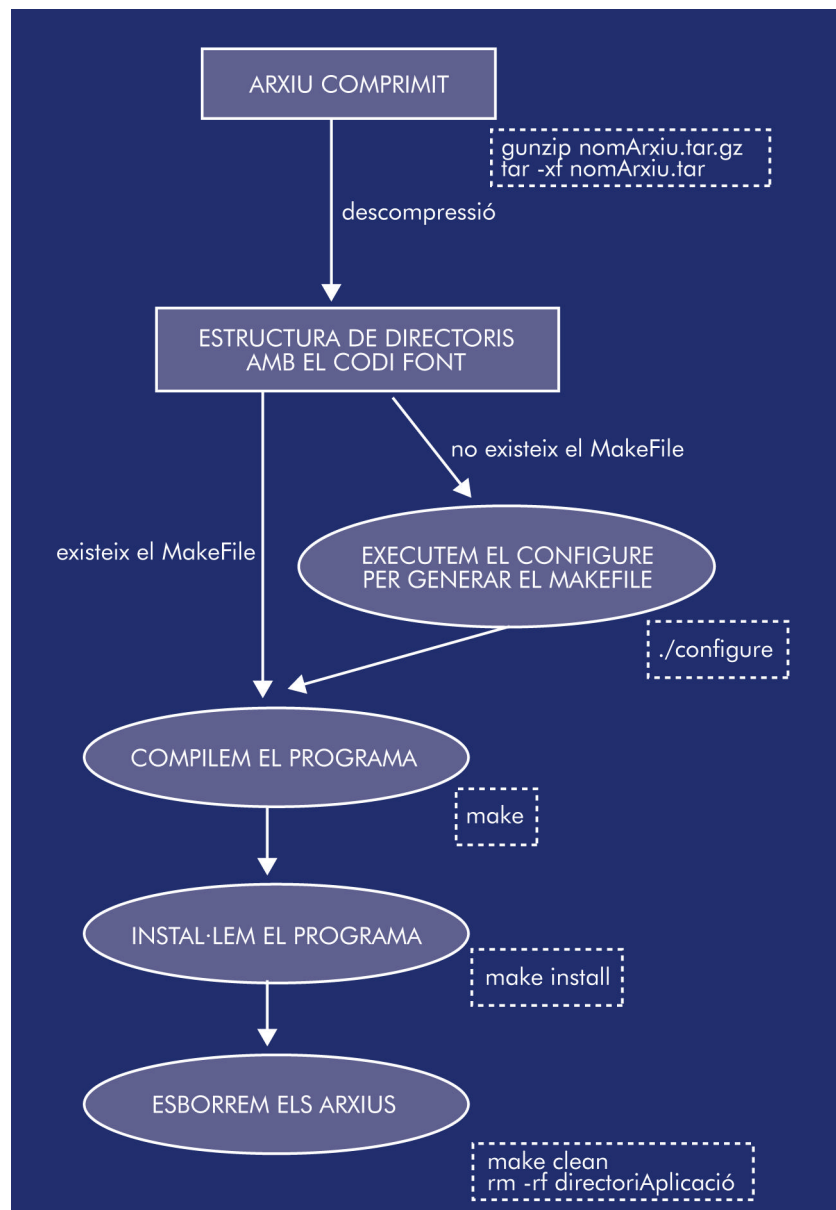 ARXIU COMPRIMIT
gunzip nomArxiu.tar.gz
tar -xf nomArxiu.tar
descompressió
ESTRUCTURA DE DIRECTORIS
AMB EL CODI FONT
no existeix el MakeFile
existeix el MakeFile
EXECUTEM EL CONFIGURE
PER GENERAR EL MAKEFILE
./configure
COMPILEM EL PROGRAMA
make
INSTAL·LEM EL PROGRAMA
make install
ESBORREM ELS ARXIUS
make clean
rm -rf directoriAplicació